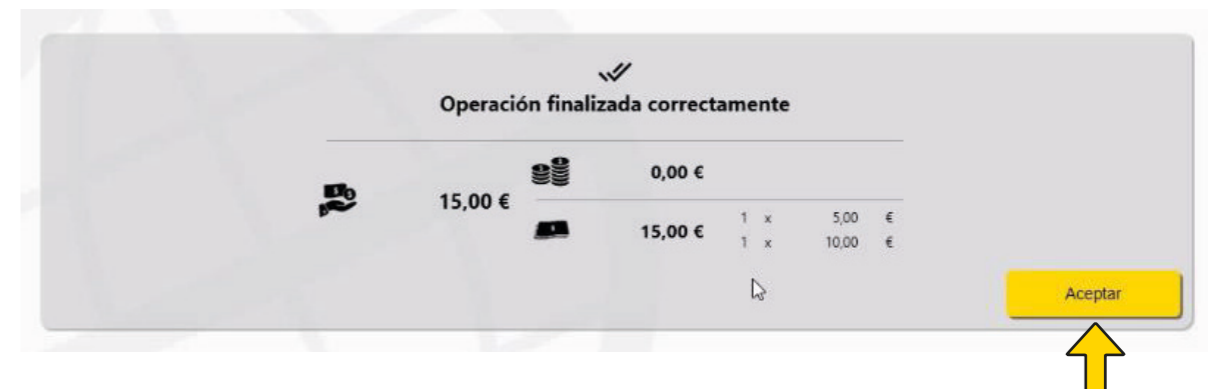 Operación finalizada correctamente
0,00 €
15,00 €
15,00 € 1 x 5,00 €
1 x 10,00 €
Aceptar